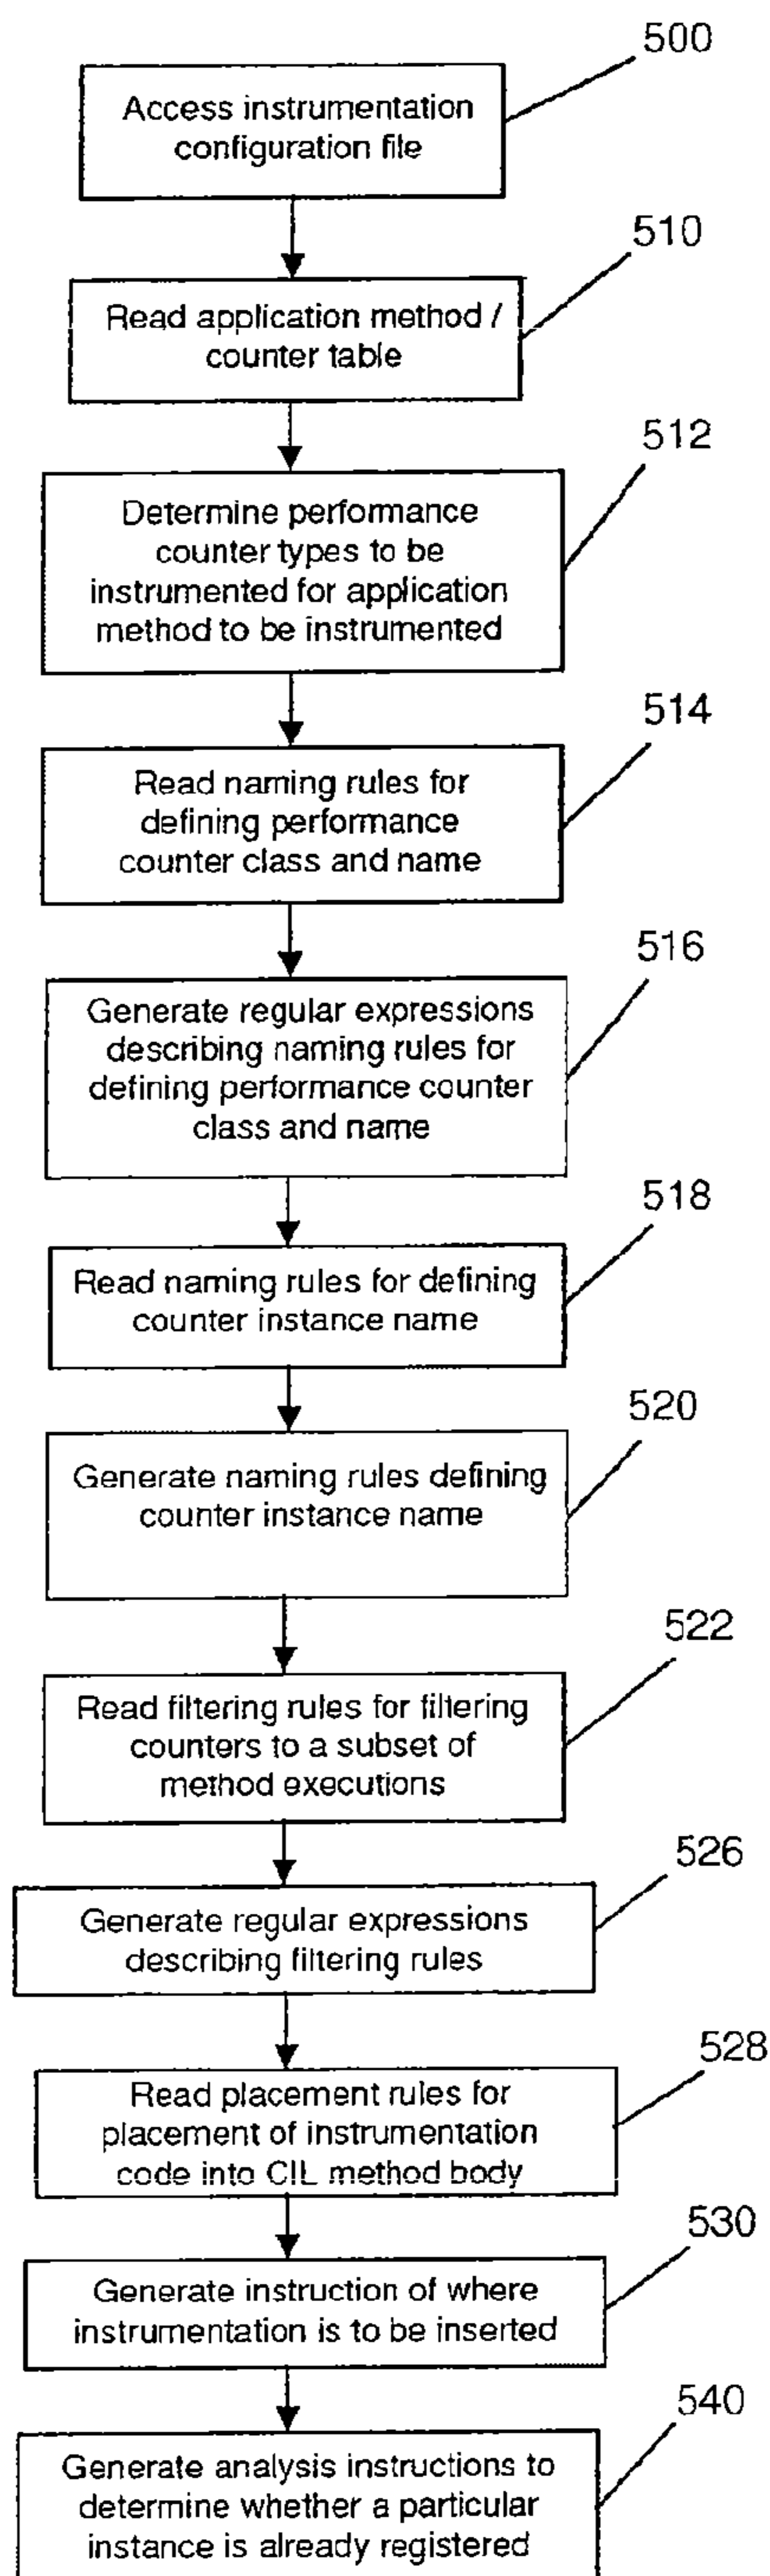 500
Access instrumentation
configuration file
510
Read application method /
counter table
512
Determine performance
counter types to be
instrumented for application
method to be instrumented
514
Read naming rules for
defining performance
counter class and name
516
Generate regular expressions
describing naming rules for
defining performance counter
class and name
518
Read naming rules for defining
counter instance name
520
Generate naming rules defining
counter instance name
522
Read filtering rules for filtering
counters to a subset of
method executions
526
Generate regular expressions
describing filtering rules
528
Read placement rules for
placement of instrumentation
code into CIL method body
530
Generate instruction of where
instrumentation is to be inserted
540
Generate analysis instructions to
determine whether a particular
instance is already registered